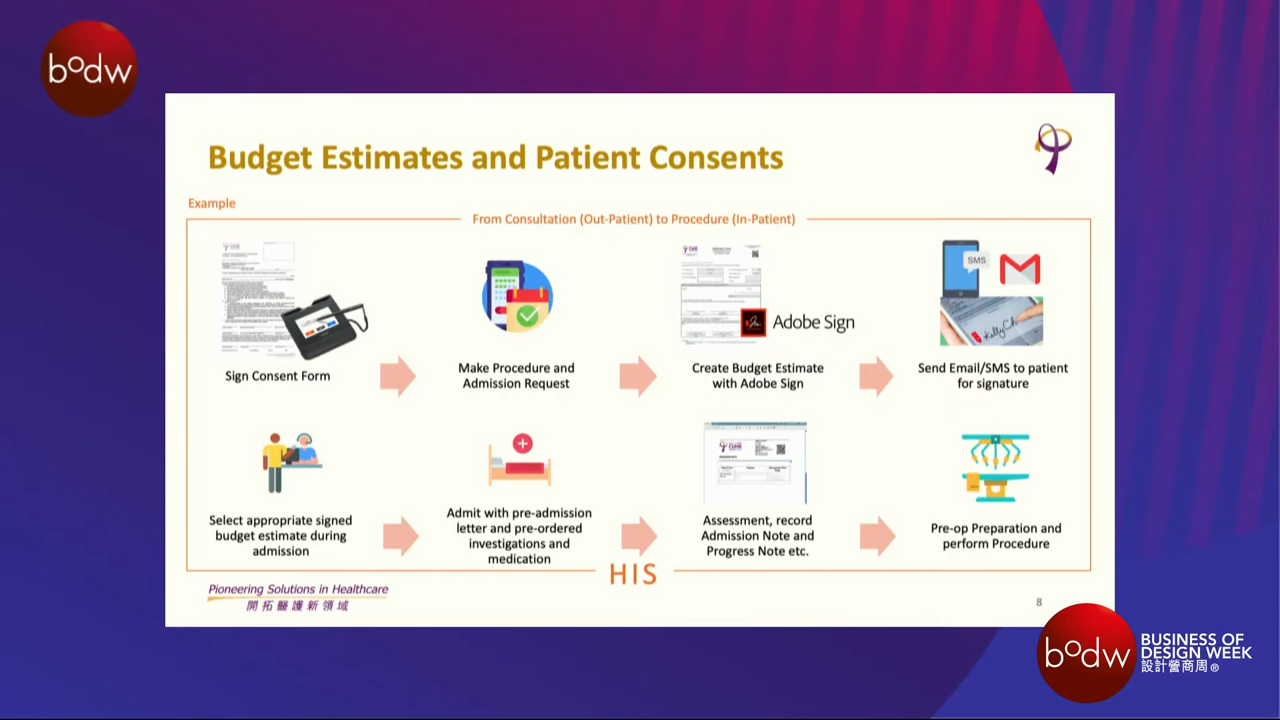 bodw
Budget Estimates and Patient Consents
Example
From Consultation (Out-Patient) to Procedure (In-Patient)
SMS
Adobe Sign
Kelly Ch
Sign Consent Form
Make Procedure and
Admission Request
Create Budget Estimate
with Adobe Sign
Send Email/SMS to patient
for signature
Select appropriate signed
budget estimate during
admission
Admit with pre-admission
letter and pre-ordered
investigations and
medication
Assessment, record
Admission Note and
Progress Note etc.
Pre-op Preparation and
perform Procedure
HIS
Pioneering Solutions in Healthcare
開拓醫護新領域
8
bodw
BUSINESS OF
DESIGN WEEK
設計營商周®